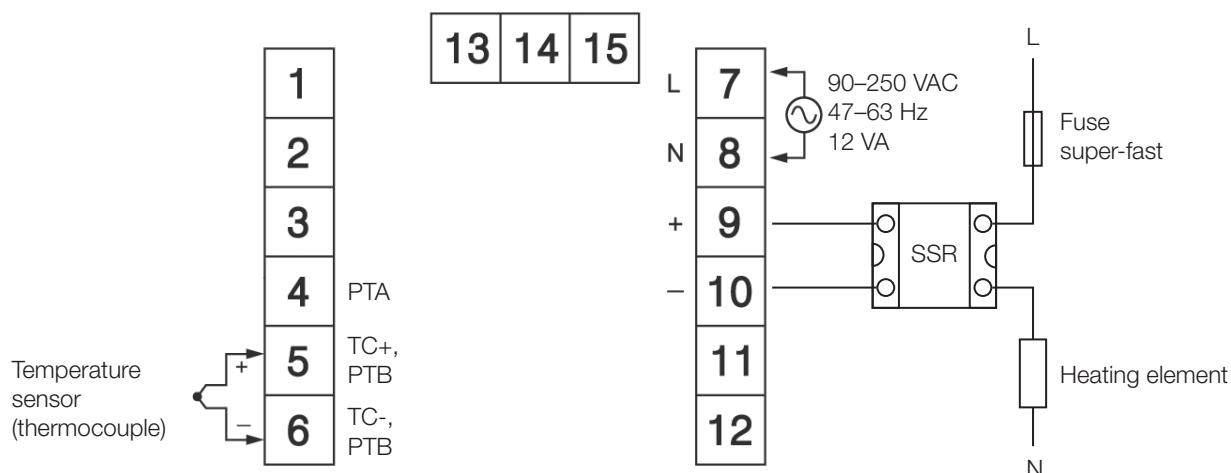 13 14 15
1
2
3
4 PTA
5 TC+,
PTB
6 TC-,
PTB
+
–
Temperature
sensor
(thermocouple)
L 7
N 8
+ 9
– 10
11
12
90–250 VAC
47–63 Hz
12 VA
SSR
L
Fuse
super-fast
Heating element
N